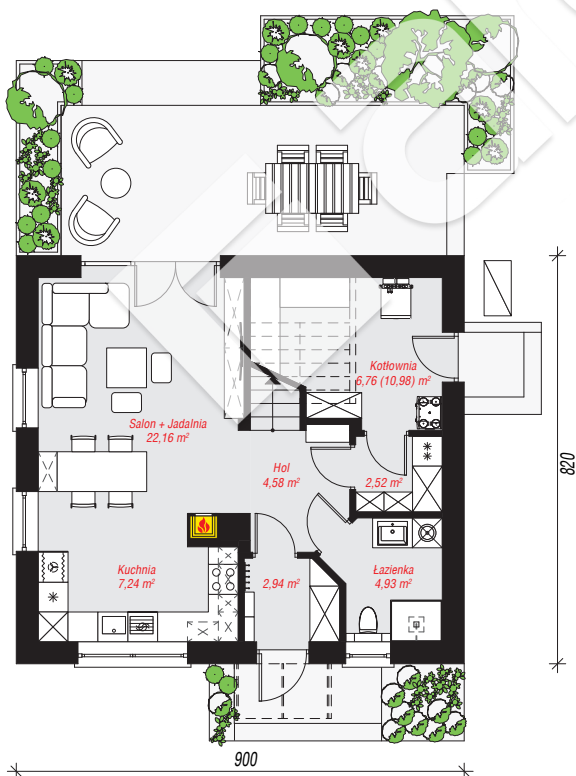 Kotłownia
6,76 (10,98) m²
Salon + Jadalnia
22,16 m²
Hol
4,58 m²
2,52 m²
820
Kuchnia
7,24 m²
2,94 m²
Łazienka
4,93 m²
900